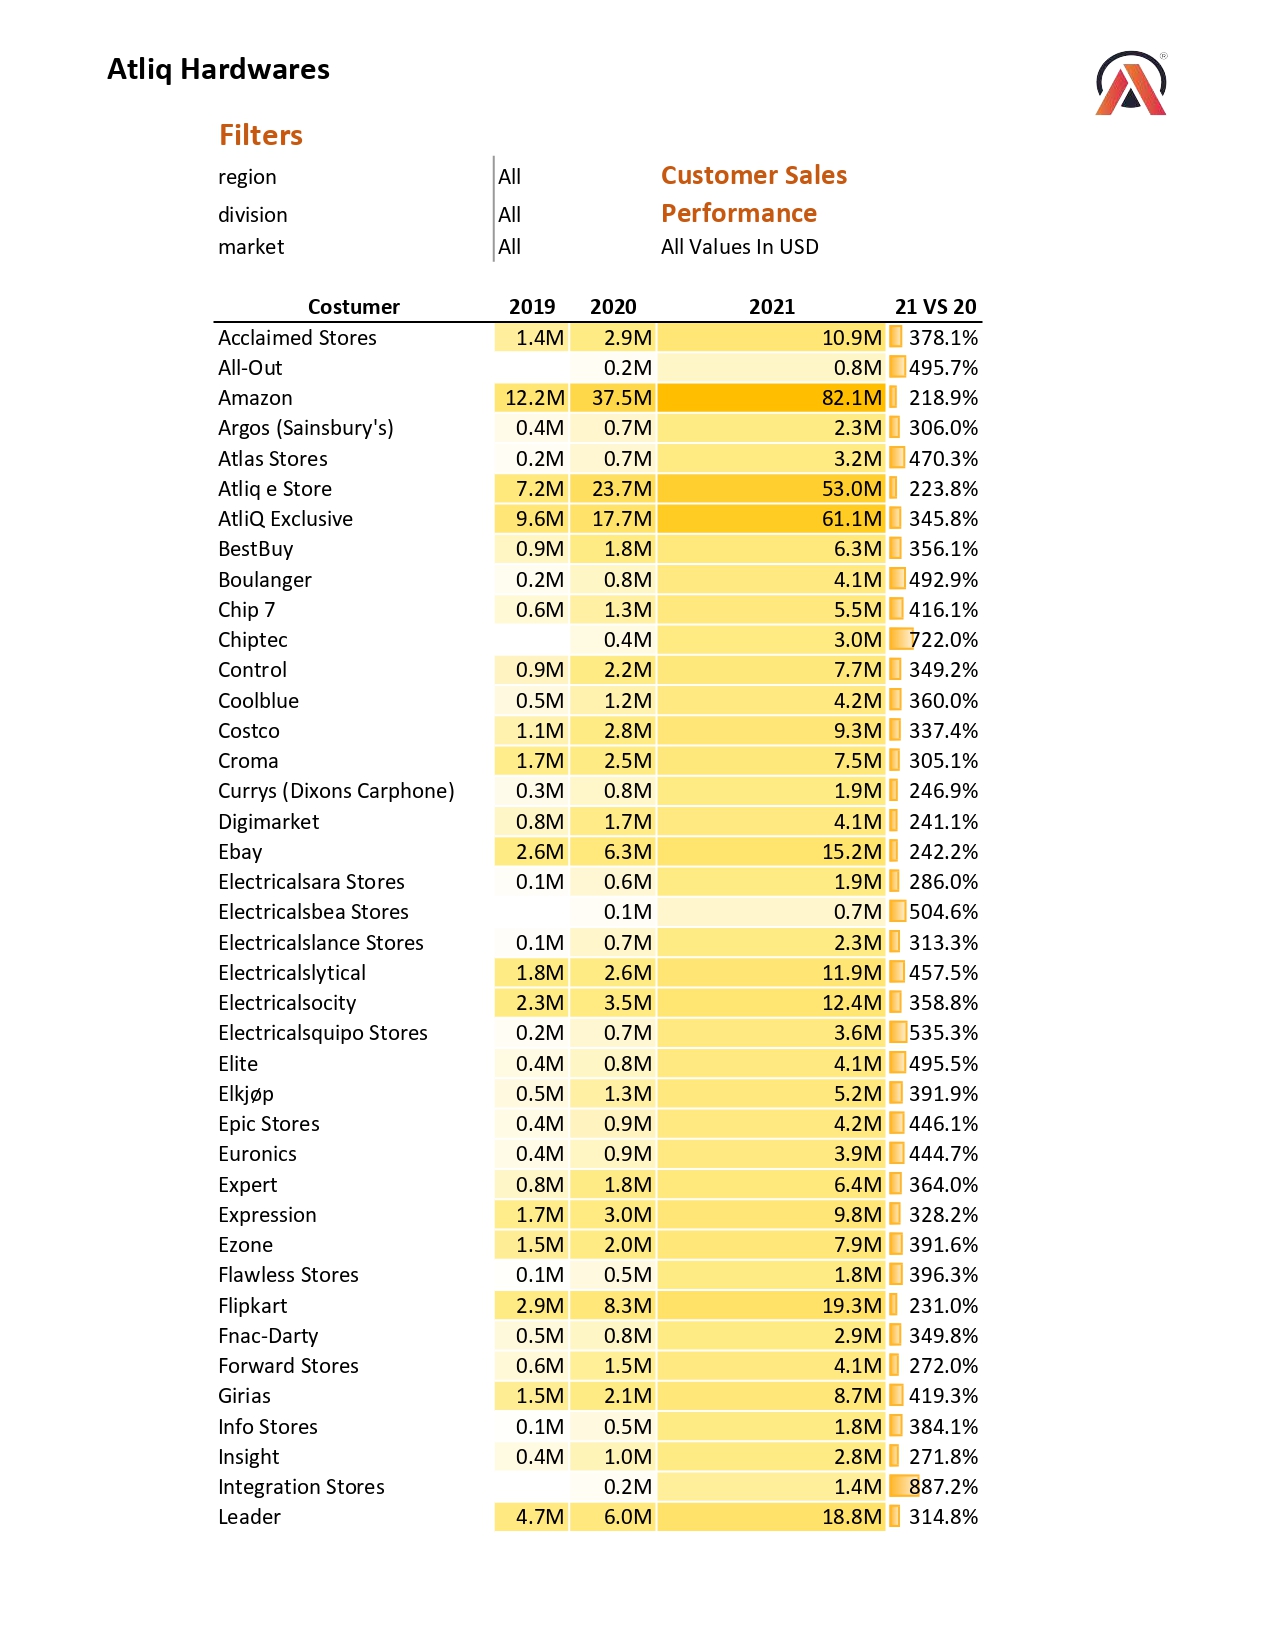 Atliq Hardwares
®
Filters
region All Customer Sales
division All Performance
market All All Values In USD
Costumer 2019 2020 2021 21 VS 20
Acclaimed Stores 1.4M 2.9M 10.9M 378.1%
All-Out 0.2M 0.8M 495.7%
Amazon 12.2M 37.5M 82.1M 218.9%
Argos (Sainsbury's) 0.4M 0.7M 2.3M 306.0%
Atlas Stores 0.2M 0.7M 3.2M 470.3%
Atliq e Store 7.2M 23.7M 53.0M 223.8%
AtliQ Exclusive 9.6M 17.7M 61.1M 345.8%
BestBuy 0.9M 1.8M 6.3M 356.1%
Boulanger 0.2M 0.8M 4.1M 492.9%
Chip 7 0.6M 1.3M 5.5M 416.1%
Chiptec 0.4M 3.0M 722.0%
Control 0.9M 2.2M 7.7M 349.2%
Coolblue 0.5M 1.2M 4.2M 360.0%
Costco 1.1M 2.8M 9.3M 337.4%
Croma 1.7M 2.5M 7.5M 305.1%
Currys (Dixons Carphone) 0.3M 0.8M 1.9M 246.9%
Digimarket 0.8M 1.7M 4.1M 241.1%
Ebay 2.6M 6.3M 15.2M 242.2%
Electricalsara Stores 0.1M 0.6M 1.9M 286.0%
Electricalsbea Stores 0.1M 0.7M 504.6%
Electricalslance Stores 0.1M 0.7M 2.3M 313.3%
Electricalslytical 1.8M 2.6M 11.9M 457.5%
Electricalsocity 2.3M 3.5M 12.4M 358.8%
Electricalsquipo Stores 0.2M 0.7M 3.6M 535.3%
Elite 0.4M 0.8M 4.1M 495.5%
Elkjøp 0.5M 1.3M 5.2M 391.9%
Epic Stores 0.4M 0.9M 4.2M 446.1%
Euronics 0.4M 0.9M 3.9M 444.7%
Expert 0.8M 1.8M 6.4M 364.0%
Expression 1.7M 3.0M 9.8M 328.2%
Ezone 1.5M 2.0M 7.9M 391.6%
Flawless Stores 0.1M 0.5M 1.8M 396.3%
Flipkart 2.9M 8.3M 19.3M 231.0%
Fnac-Darty 0.5M 0.8M 2.9M 349.8%
Forward Stores 0.6M 1.5M 4.1M 272.0%
Girias 1.5M 2.1M 8.7M 419.3%
Info Stores 0.1M 0.5M 1.8M 384.1%
Insight 0.4M 1.0M 2.8M 271.8%
Integration Stores 0.2M 1.4M 887.2%
Leader 4.7M 6.0M 18.8M 314.8%